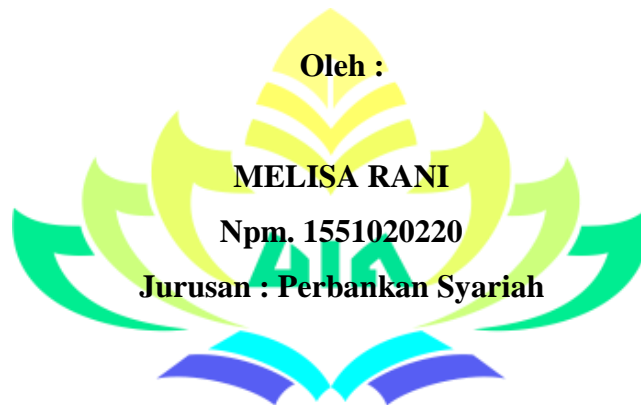 Oleh :
MELISA RANI
Npm. 1551020220
Jurusan : Perbankan Syariah